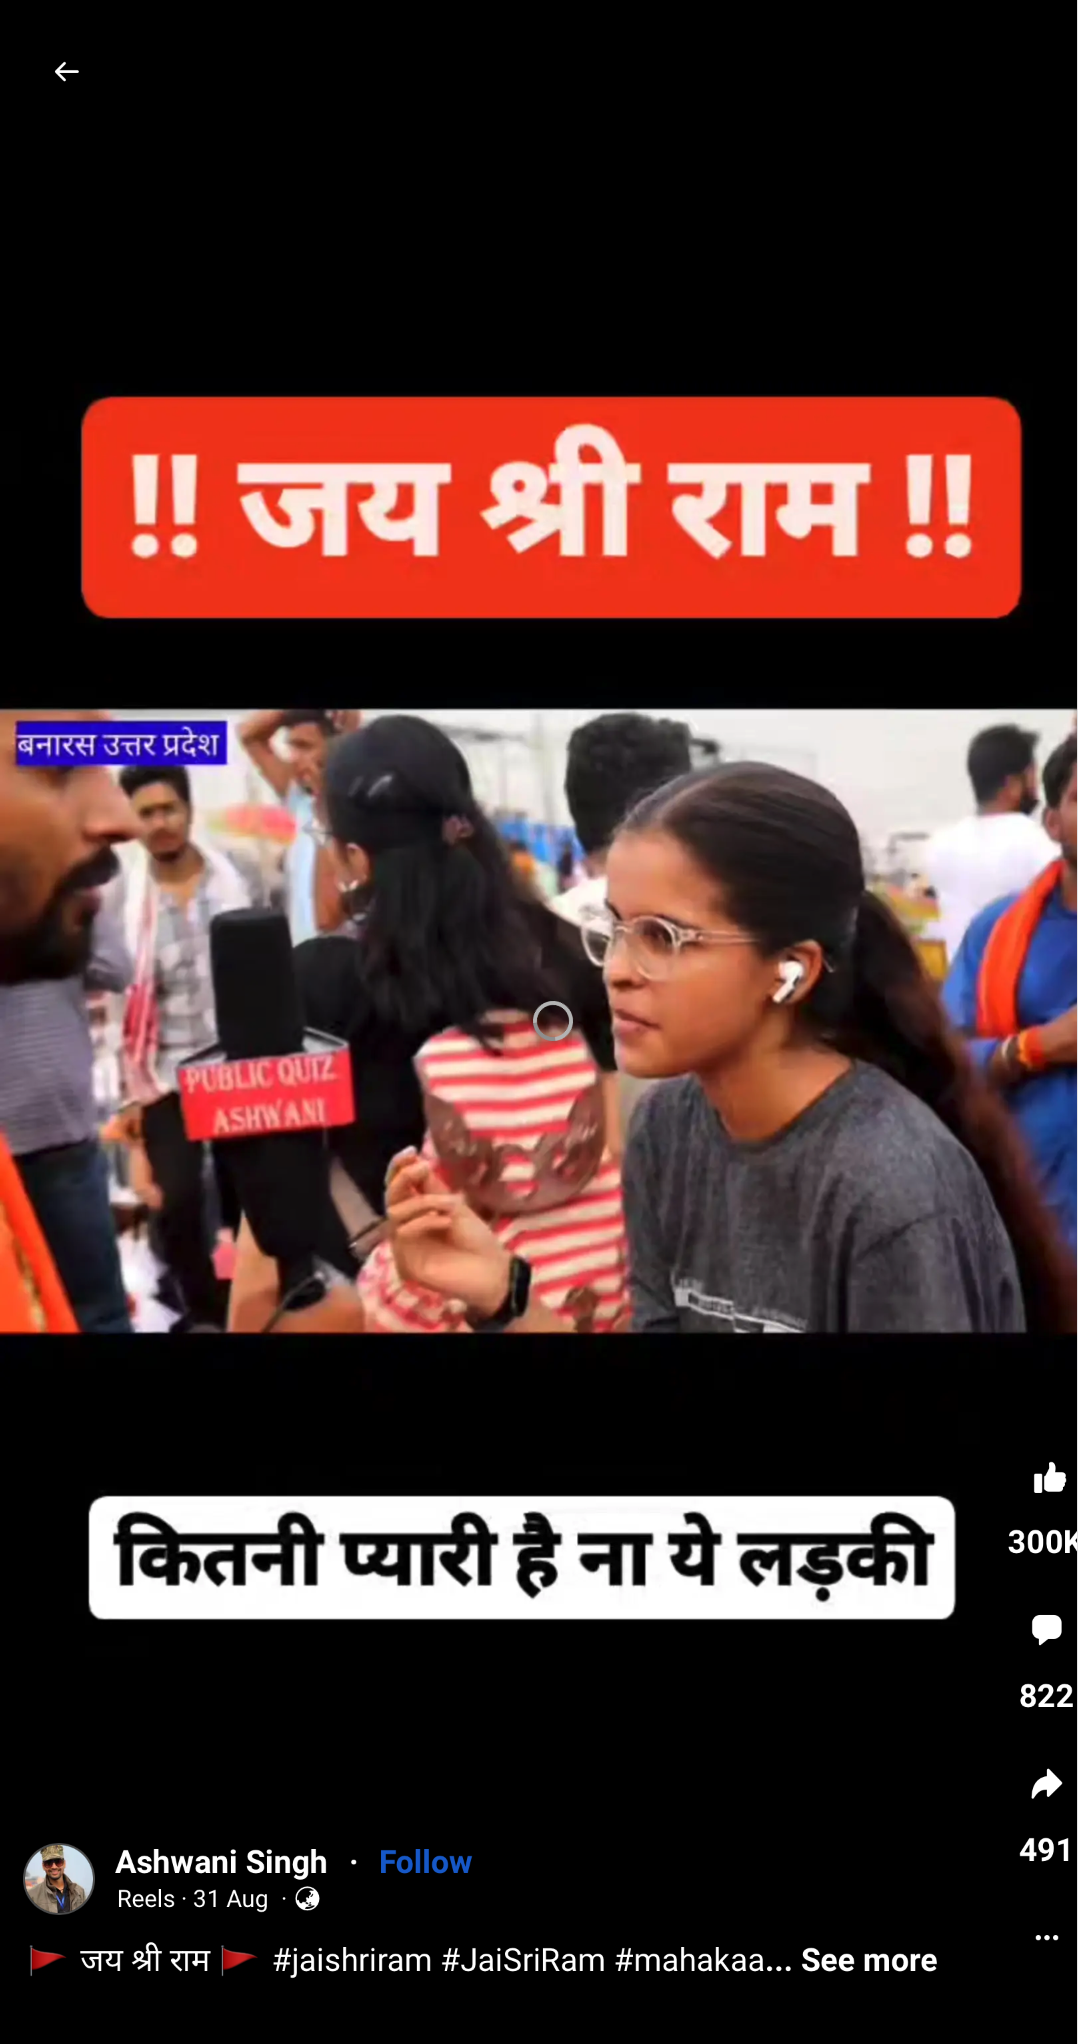 !! जय श्री राम !!
बनारस उत्तर प्रदेश
PUBLIC QUIZ
ASHWANI
कितनी प्यारी है ना ये लड़की
300K
822
491
Ashwani Singh · Follow
Reels · 31 Aug ·
🚩 जय श्री राम 🚩 #jaishriram #JaiSriRam #mahakaa... See more